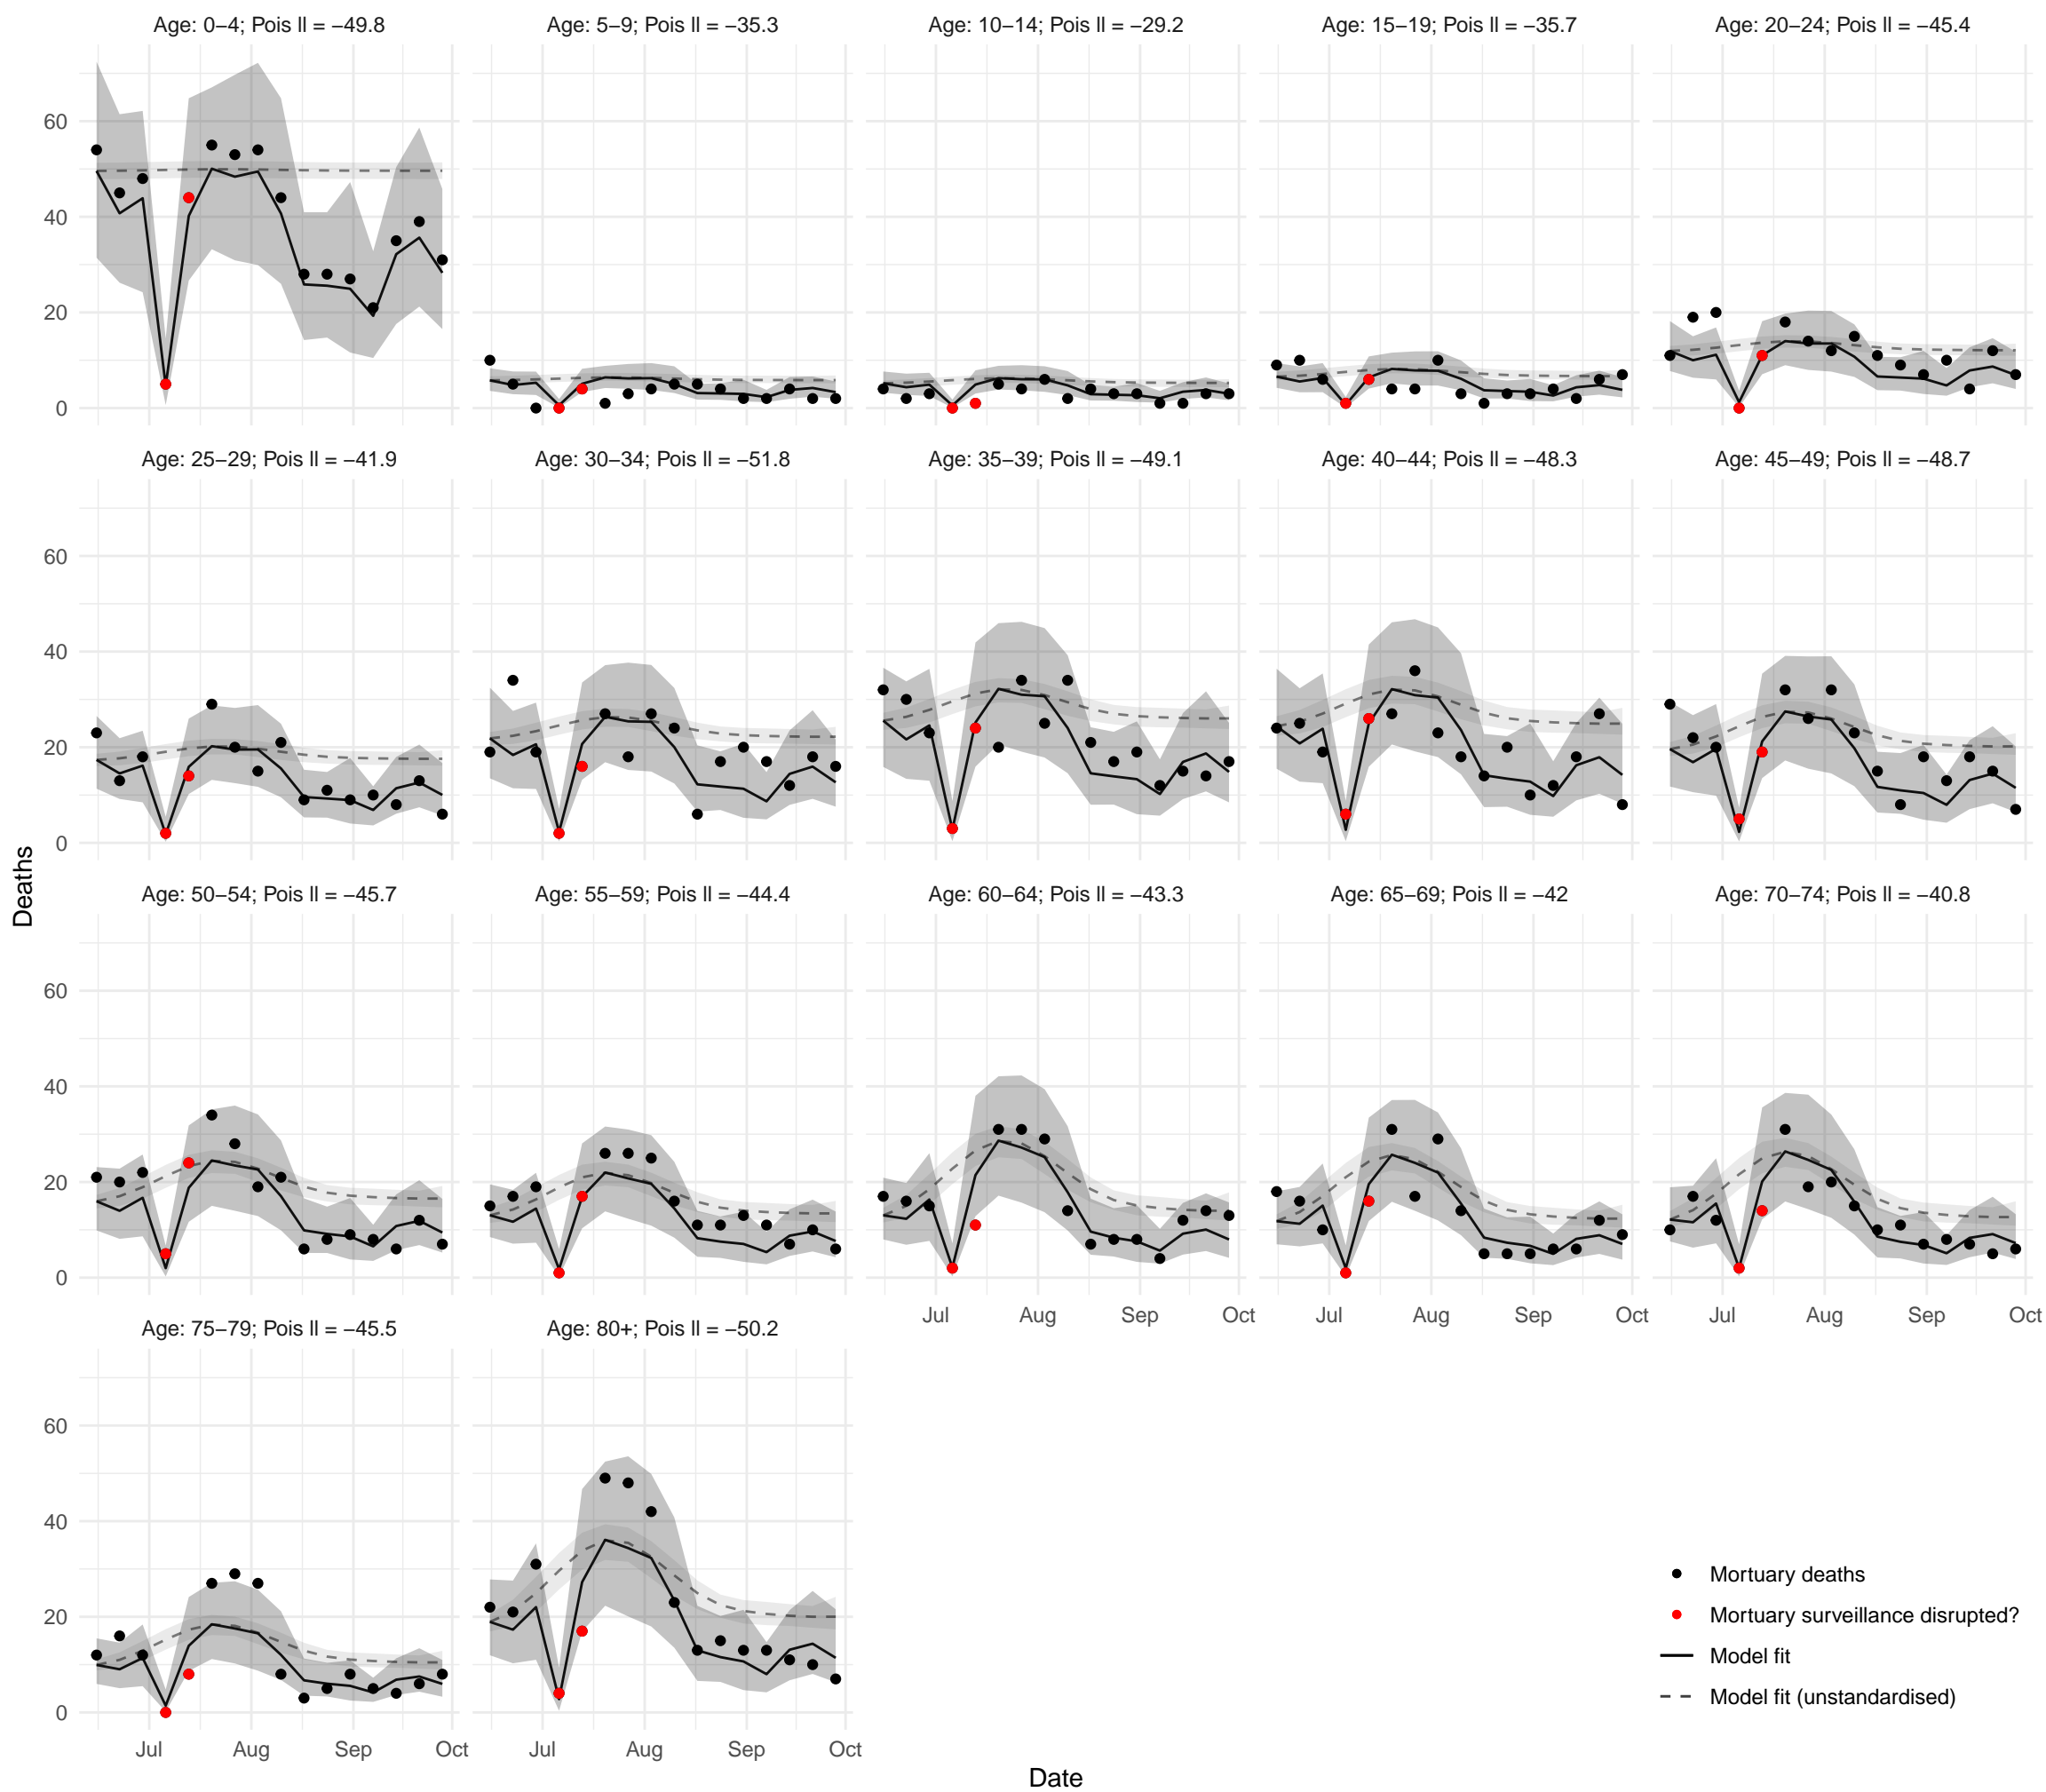 Age: 0–4; Pois ll = −49.8
Age: 5–9; Pois ll = −35.3
Age: 10–14; Pois ll = −29.2
Age: 15–19; Pois ll = −35.7
Age: 20–24; Pois ll = −45.4
60
40
20
0
Age: 25–29; Pois ll = −41.9
Age: 30–34; Pois ll = −51.8
Age: 35–39; Pois ll = −49.1
Age: 40–44; Pois ll = −48.3
Age: 45–49; Pois ll = −48.7
60
40
20
0
Deaths
Age: 50–54; Pois ll = −45.7
Age: 55–59; Pois ll = −44.4
Age: 60–64; Pois ll = −43.3
Age: 65–69; Pois ll = −42
Age: 70–74; Pois ll = −40.8
60
40
20
0
Jul Aug Sep Oct
Jul Aug Sep Oct
Jul Aug Sep Oct
Age: 75–79; Pois ll = −45.5
Age: 80+; Pois ll = −50.2
60
40
20
0
Jul Aug Sep Oct
Jul Aug Sep Oct
Mortuary deaths
Mortuary surveillance disrupted?
Model fit
Model fit (unstandardised)
Date